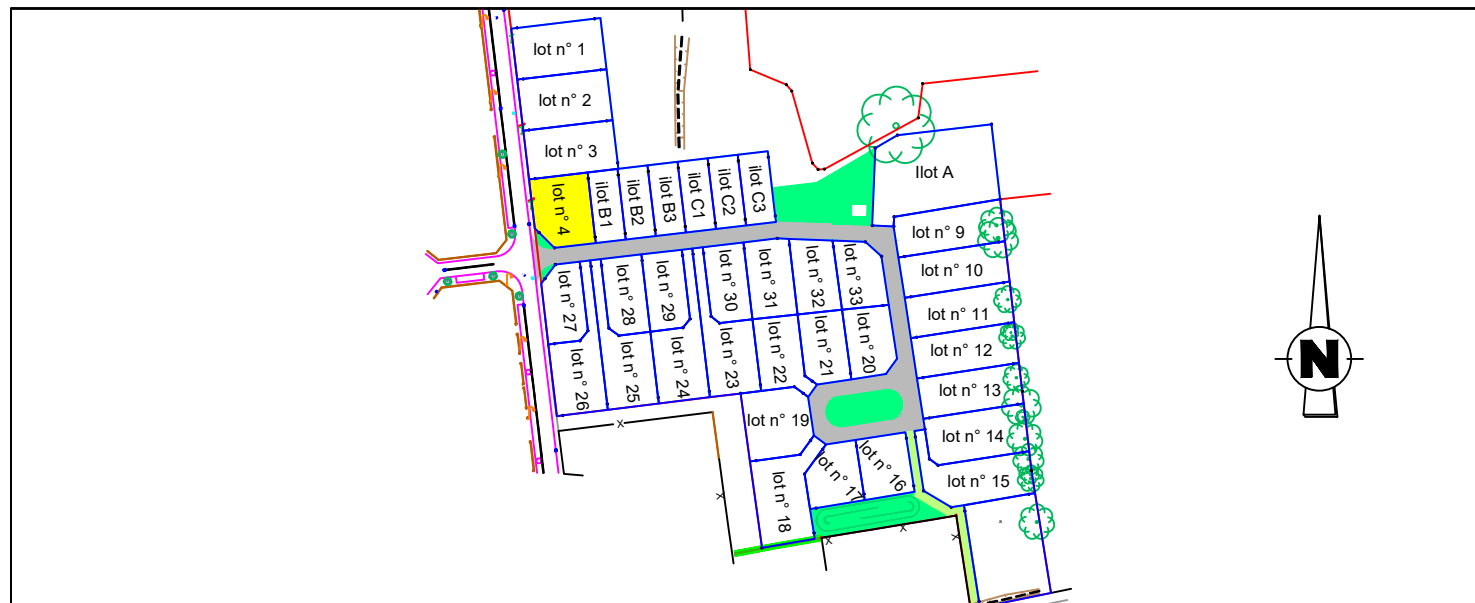 lot n° 1
lot n° 2
lot n° 3
lot n° 4
ilot B1
ilot B2
ilot B3
ilot C1
ilot C2
ilot C3
Ilot A
lot n° 9
lot n° 10
lot n° 11
lot n° 12
lot n° 13
lot n° 14
lot n° 15
lot n° 27
lot n° 28
lot n° 29
lot n° 30
lot n° 31
lot n° 32
lot n° 33
lot n° 26
lot n° 25
lot n° 24
lot n° 23
lot n° 22
lot n° 21
lot n° 20
lot n° 19
lot n° 18
lot n° 17
lot n° 16
N